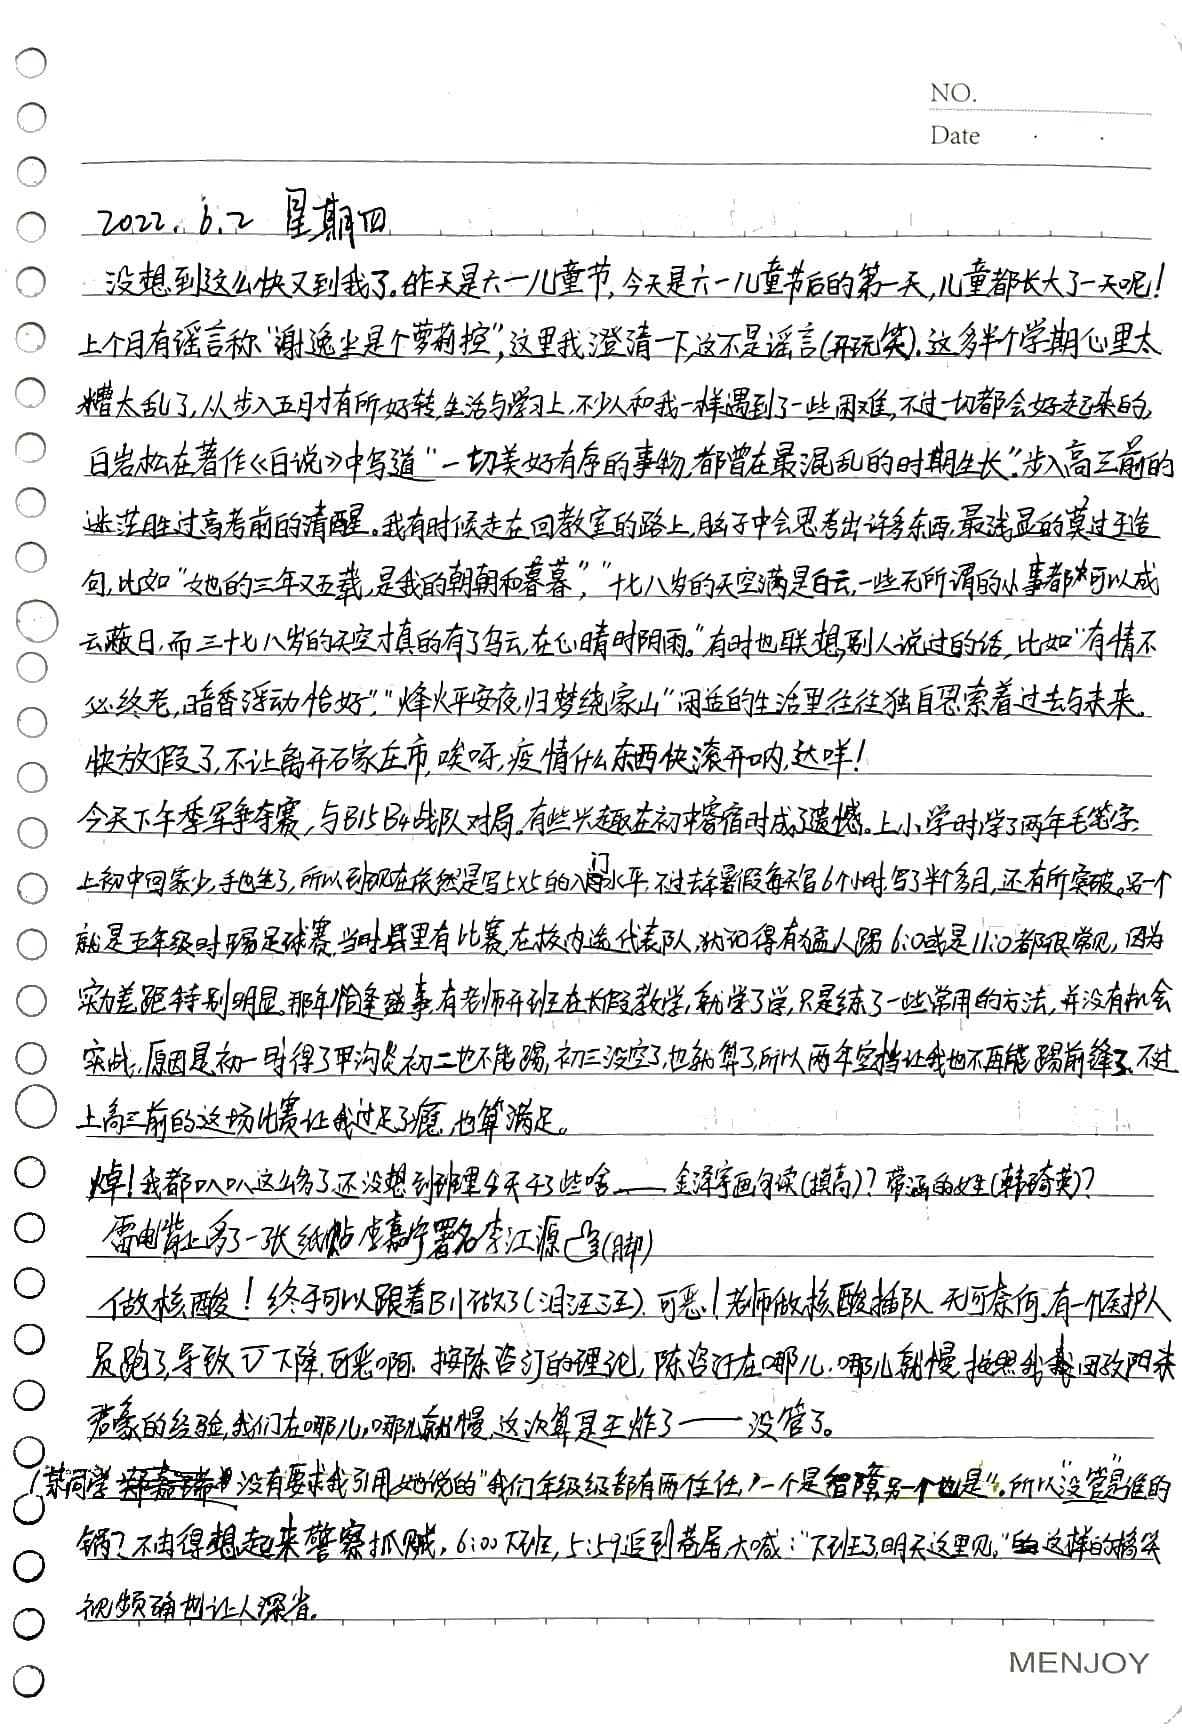 NO.
Date
2022.6.2 星期四
没想到这么快又到我了。昨天是六一儿童节,今天是六一儿童节后的第一天,儿童都长大了一天呢!
上个月有谣言称"谢逸尘是个萝莉控",这里我澄清一下,这不是谣言(开玩笑).这多半个学期心里太
糟太乱了,从步入五月才有所好转,生活与学习上,不少人和我一样遇到了一些困难,不过一切都会好起来的,
白岩松在著作《白说》中写道"一切美好有序的事物,都曾在最混乱的时期生长".步入高三前的
迷茫胜过高考前的清醒。我有时候走在回教室的路上,脑子中会思考出许多东西,最浅显的莫过于造
句,比如"她的三年又五载,是我的朝朝和暮暮","十七八岁的天空满是白云,一些无所谓的小事都可以成
云蔽日,而三十七八岁的天空才真的有了乌云,在心晴时阴雨。"有时也联想别人说过的话,比如"有情不
必终老,暗香浮动恰好","烽火平安夜,归梦绕家山"闲适的生活里往往独自思索着过去与未来。
快放假了,不让离开石家庄市,唉呀,疫情什么东西快滚开呐,达咩!
今天下午季军争夺赛,与B15B4战队对局。有些兴趣在初中寄宿时成了遗憾。上小学时学了两年毛笔字,
上初中回家少,手也生了,所以到现在依然是写5x5的入门水平,不过去年暑假每天写6个小时,写了半个多月,还有所突破。另一个
就是五年级时踢足球赛,当时县里有比赛,在校内选代表队,犹记得有猛人踢6:0或是11:0都很常见,因为
实力差距特别明显。那年恰逢盛事,有老师开班在长假教学,就学了学,只是练了一些常用的方法,并没有机会
实战,原因是初一时得了甲沟炎,初二也不能踢,初三没空了,也就算了,所以两年空挡让我也不再能踢前锋了,不过
上高三前的这场比赛让我过足了瘾,也算满足。
焯!我都叭叭这么多了还没想到班里今天干了些啥——金泽宇画句读(模高)?带函的女生(韩琦英)?
雷电背上多了一张纸帖 嘉宁署名李江源(脚)
做核酸!终于可以跟着B11做了(泪汪汪).可恶!老师做核酸插队,无可奈何.有一个医护人
员跑了,导致V下降,可恶啊.按陈咨汀的理论,陈咨汀在哪儿,哪儿就慢,按照我和欧阳
若豪的经验,我们在哪儿,哪儿就慢,这次算是王炸了——没管了。
(某同学没有要求我引用她说的"我们年级级部有两任任,一个是智障另一个也是".所以"没管"是谁的
锅?不由得想起来警察抓贼,6:00下班,5:59追到巷尾,大喊:"下班了,明天这里见,"这样的搞笑
视频确也让人深省.
MENJOY